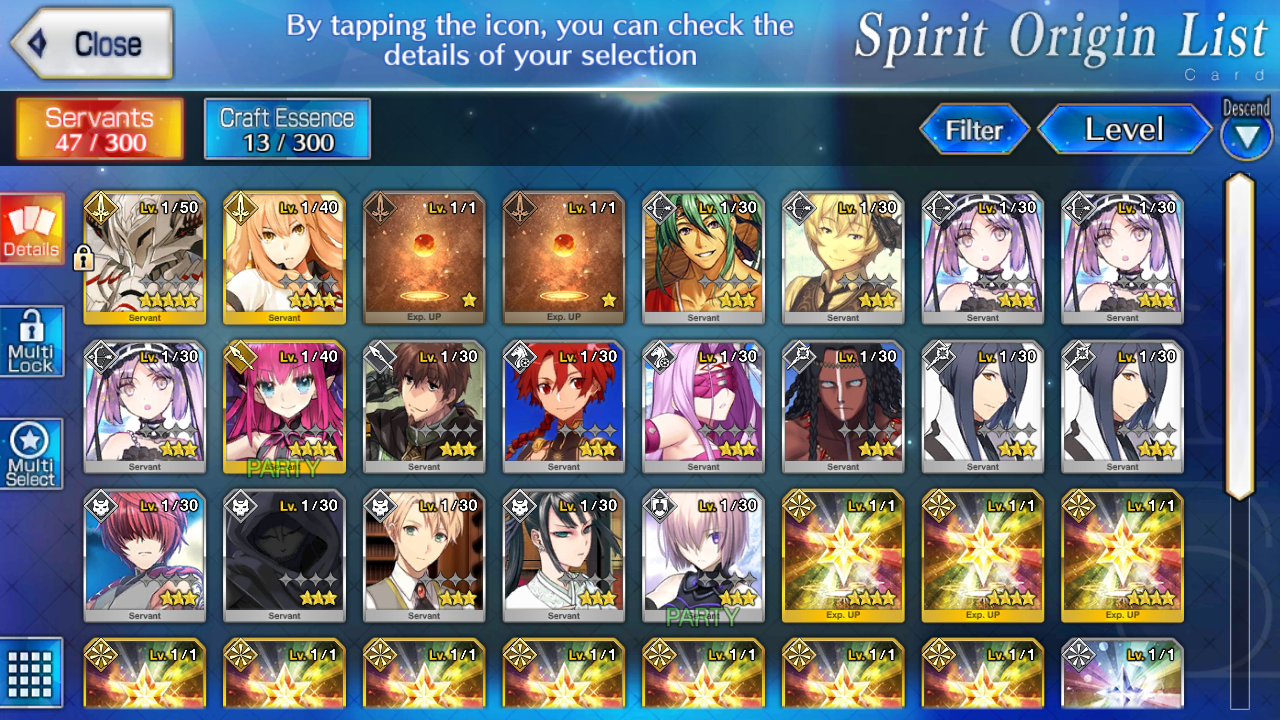 Close
By tapping the icon, you can check the
details of your selection
Spirit Origin List
Card
Servants
47 / 300
Craft Essence
13 / 300
Filter
Level
Descend
Details
Multi
Lock
Multi
Select
Lv. 1/50
Lv. 1/40
Lv. 1/1
Lv. 1/1
Lv. 1/30
Lv. 1/30
Lv. 1/30
Lv. 1/30
Servant
Servant
Exp. UP
Exp. UP
Servant
Servant
Servant
Servant
Lv. 1/30
Lv. 1/40
Lv. 1/30
Lv. 1/30
Lv. 1/30
Lv. 1/30
Lv. 1/30
Lv. 1/30
Servant
Servant
PARTY
Servant
Servant
Servant
Servant
Servant
Servant
Lv. 1/30
Lv. 1/30
Lv. 1/30
Lv. 1/30
Lv. 1/30
Lv. 1/1
Lv. 1/1
Lv. 1/1
Servant
Servant
Servant
Servant
Servant
PARTY
Exp. UP
Exp. UP
Exp. UP
Lv. 1/1
Lv. 1/1
Lv. 1/1
Lv. 1/1
Lv. 1/1
Lv. 1/1
Lv. 1/1
Lv. 1/1